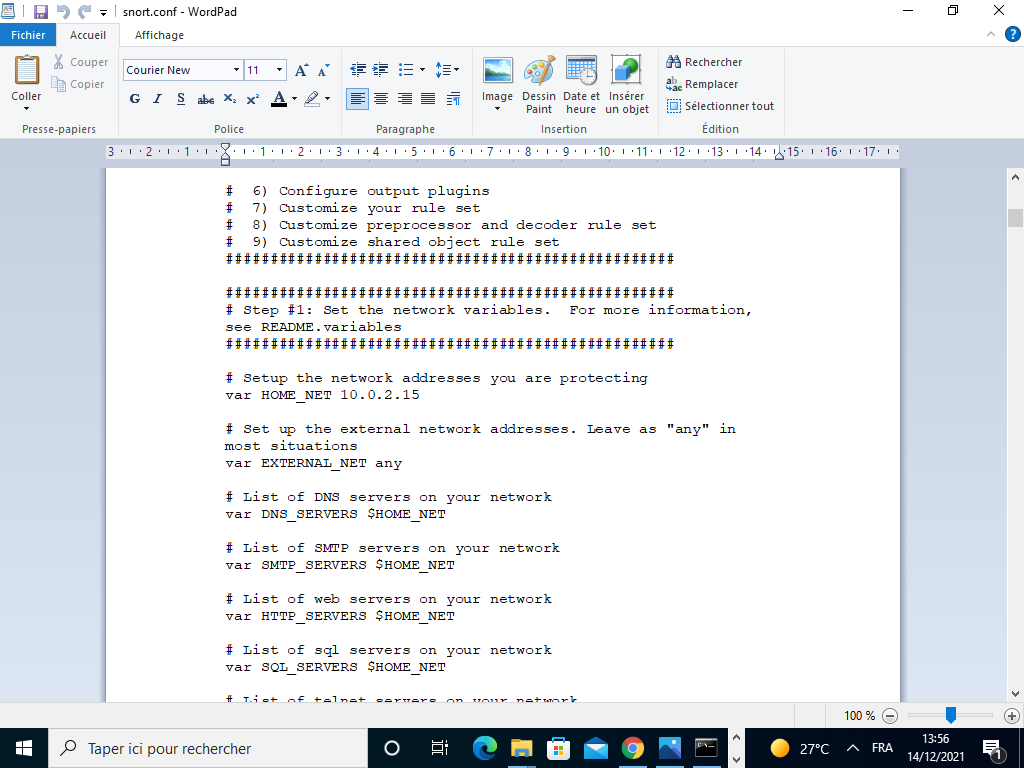 snort.conf - WordPad
Fichier Accueil Affichage
Coller
Couper
Copier
Presse-papiers
Courier New 11
G I S abc X₂ X² A
Police
Paragraphe
Image
Dessin Paint
Date et heure
Insérer un objet
Insertion
Rechercher
Remplacer
Sélectionner tout
Édition
3 2 1 1 2 3 4 5 6 7 8 9 10 11 12 13 14 15 16 17
#  6) Configure output plugins
#  7) Customize your rule set
#  8) Customize preprocessor and decoder rule set
#  9) Customize shared object rule set
###################################################
###################################################
# Step #1: Set the network variables.  For more information,
see README.variables
###################################################
# Setup the network addresses you are protecting
var HOME_NET 10.0.2.15
# Set up the external network addresses. Leave as "any" in
most situations
var EXTERNAL_NET any
# List of DNS servers on your network
var DNS_SERVERS $HOME_NET
# List of SMTP servers on your network
var SMTP_SERVERS $HOME_NET
# List of web servers on your network
var HTTP_SERVERS $HOME_NET
# List of sql servers on your network
var SQL_SERVERS $HOME_NET
# List of telnet servers on your network
100 %
Taper ici pour rechercher
27°C
FRA
13:56
14/12/2021
1